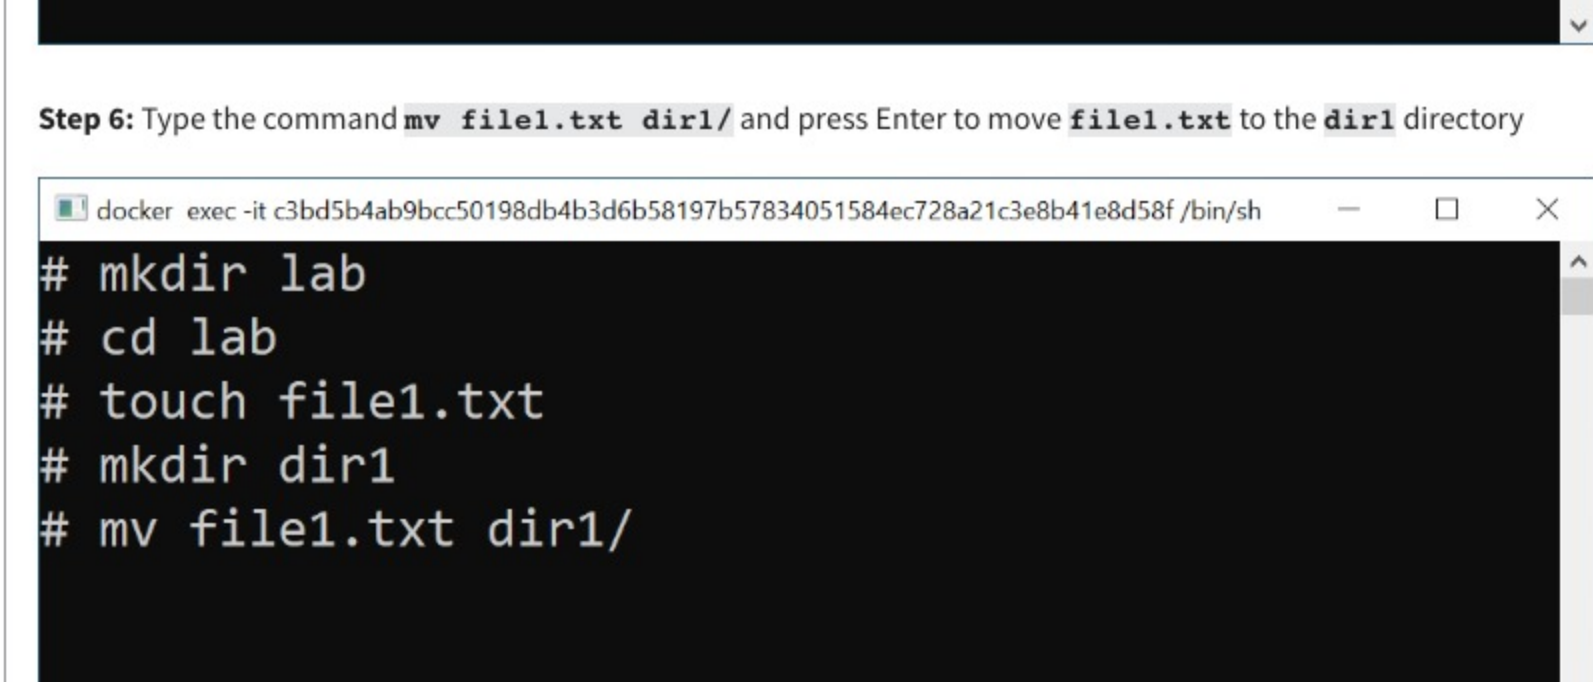 Step 6: Type the command mv file1.txt dir1/ and press Enter to move file1.txt to the dir1 directory
docker exec -it c3bd5b4ab9bcc50198db4b3d6b58197b57834051584ec728a21c3e8b41e8d58f /bin/sh
# mkdir lab
# cd lab
# touch file1.txt
# mkdir dir1
# mv file1.txt dir1/